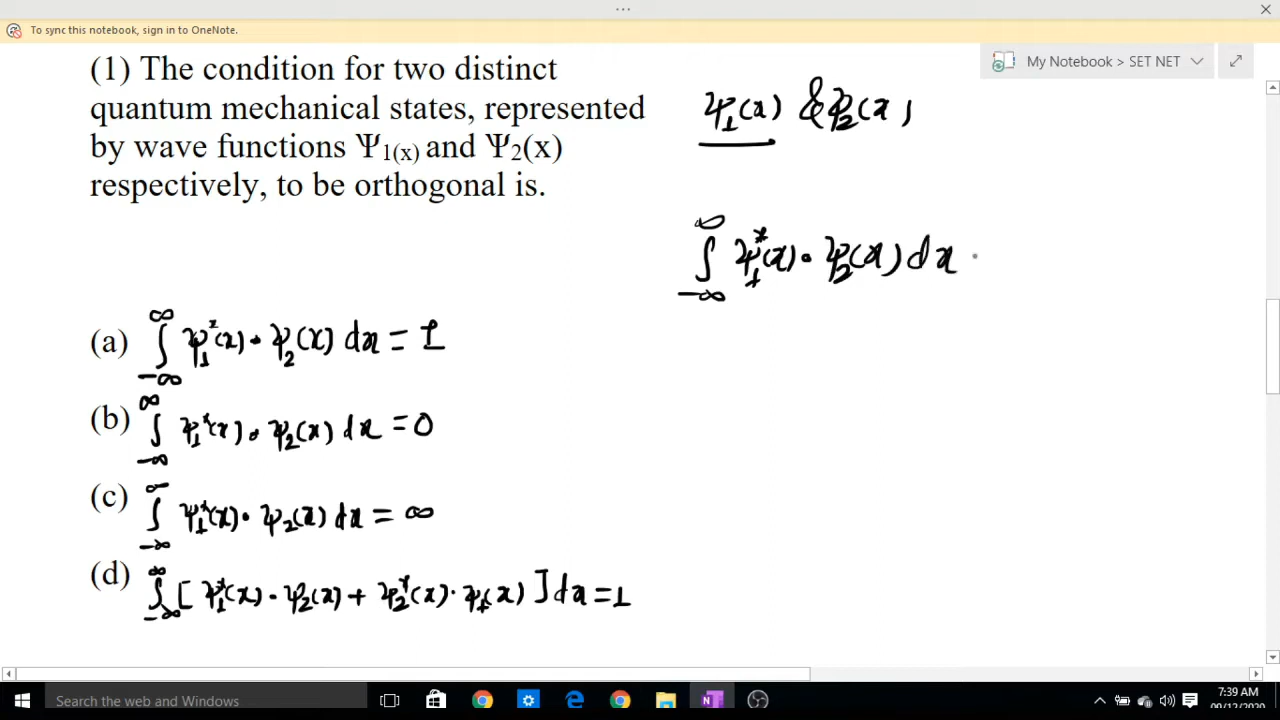 To sync this notebook, sign in to OneNote.
My Notebook > SET NET
(1) The condition for two distinct
quantum mechanical states, represented
by wave functions Ψ1(x) and Ψ2(x)
respectively, to be orthogonal is.
ψ1(x) & ψ2(x)
∫_{-∞}^{∞} ψ1*(x) · ψ2(x) dx
(a) ∫_{-∞}^{∞} ψ1*(x) · ψ2(x) dx = 1
(b) ∫_{-∞}^{∞} ψ1*(x) · ψ2(x) dx = 0
(c) ∫_{-∞}^{∞} ψ1*(x) · ψ2(x) dx = ∞
(d) ∫_{-∞}^{∞} [ψ1*(x) · ψ2(x) + ψ2*(x) · ψ1(x)] dx = 1
Search the web and Windows
7:39 AM
09/12/2020